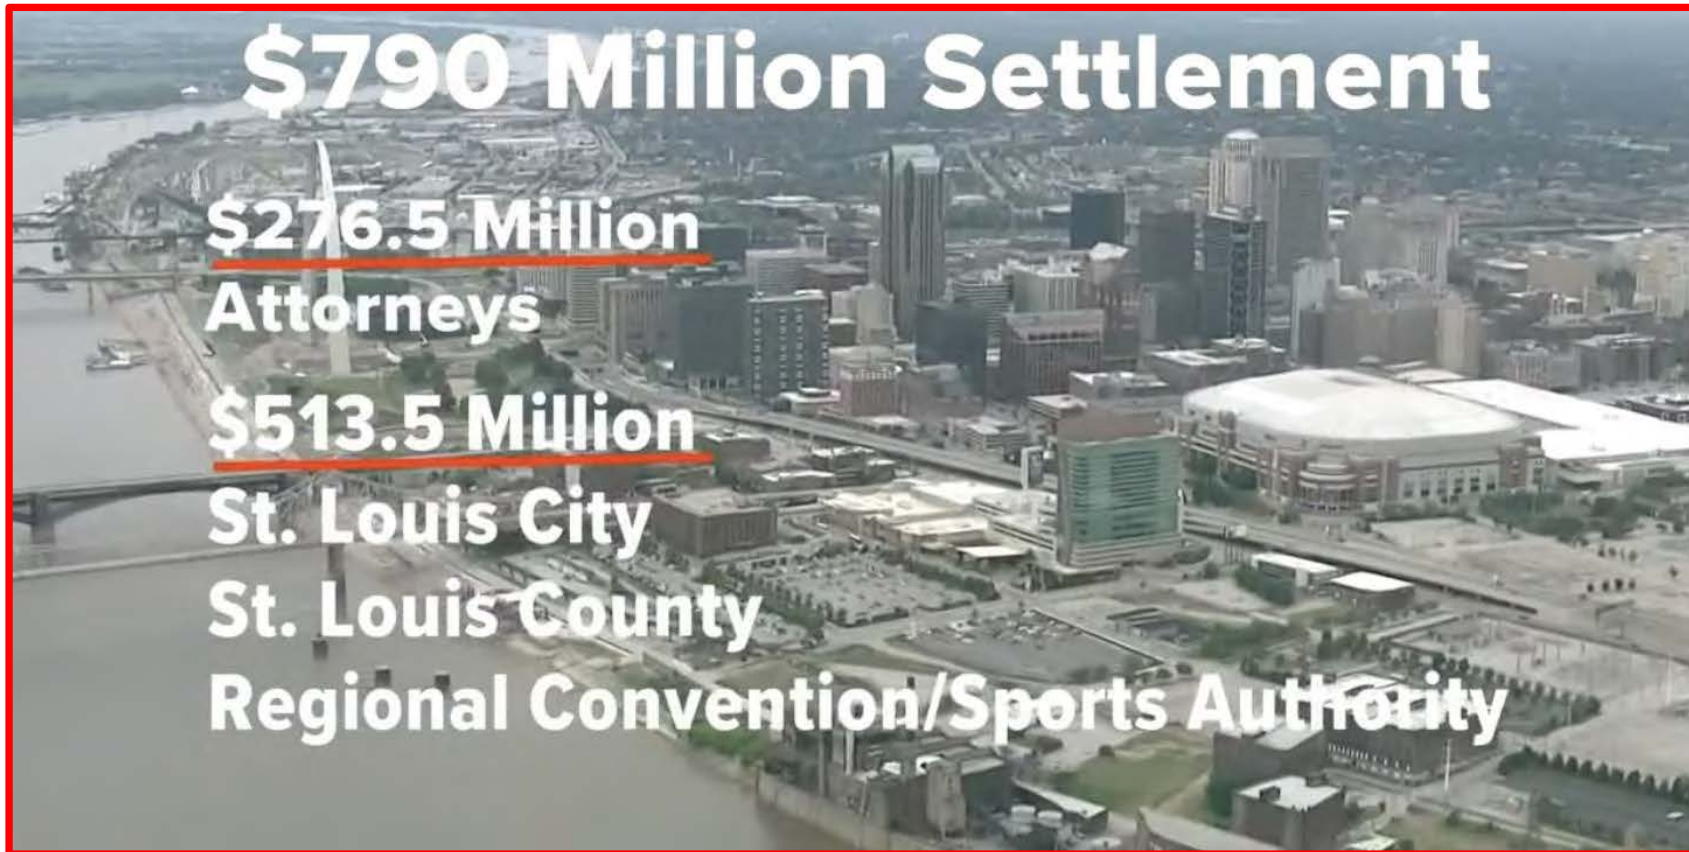 $790 Million Settlement
$276.5 Million
Attorneys
$513.5 Million
St. Louis City
St. Louis County
Regional Convention/Sports Authority